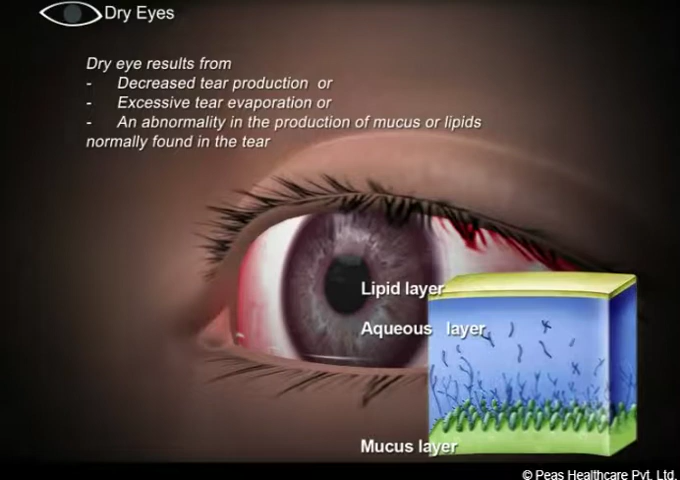 Dry Eyes
Dry eye results from
- Decreased tear production or
- Excessive tear evaporation or
- An abnormality in the production of mucus or lipids
normally found in the tear
Lipid layer
Aqueous layer
Mucus layer
© Peas Healthcare Pvt. Ltd.